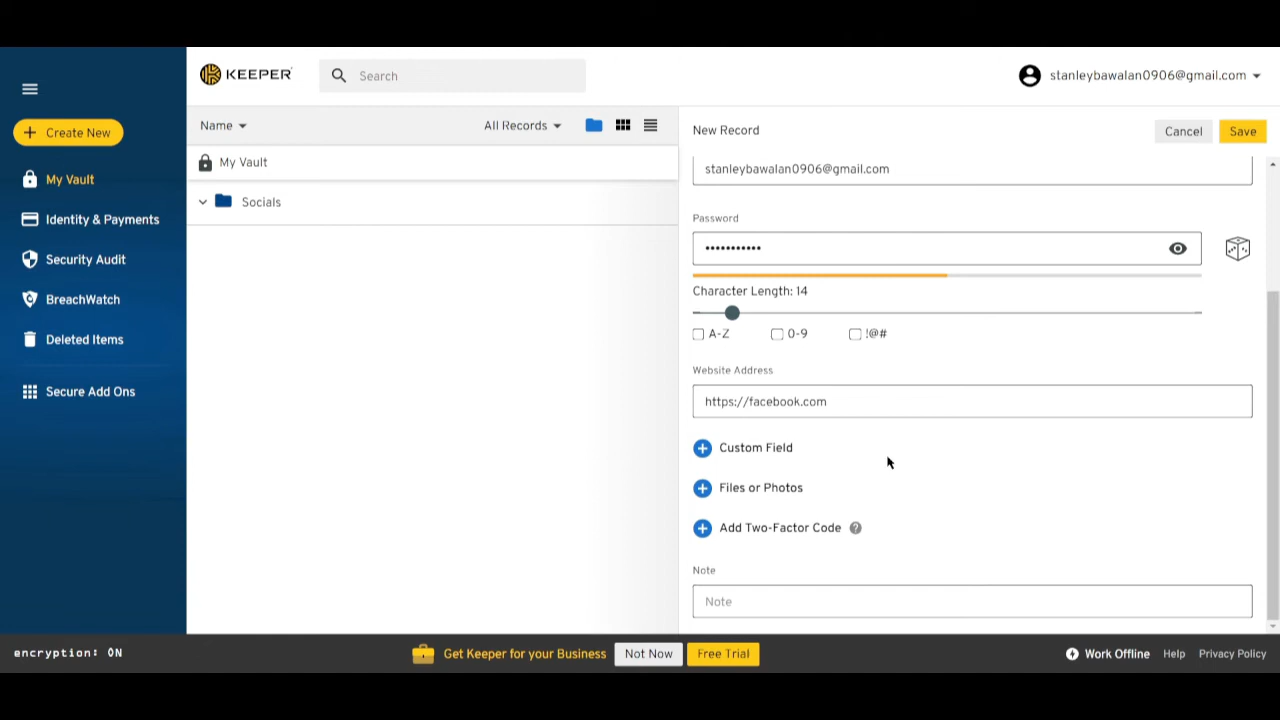 KEEPER
Search
stanleybawalan0906@gmail.com
Create New
My Vault
Identity & Payments
Security Audit
BreachWatch
Deleted Items
Secure Add Ons
Name
All Records
My Vault
Socials
New Record
Cancel
Save
stanleybawalan0906@gmail.com
Password
•••••••••••
Character Length: 14
A-Z 0-9 !@#
Website Address
https://facebook.com
Custom Field
Files or Photos
Add Two-Factor Code ?
Note
Note
encryption: ON
Get Keeper for your Business
Not Now
Free Trial
Work Offline
Help
Privacy Policy